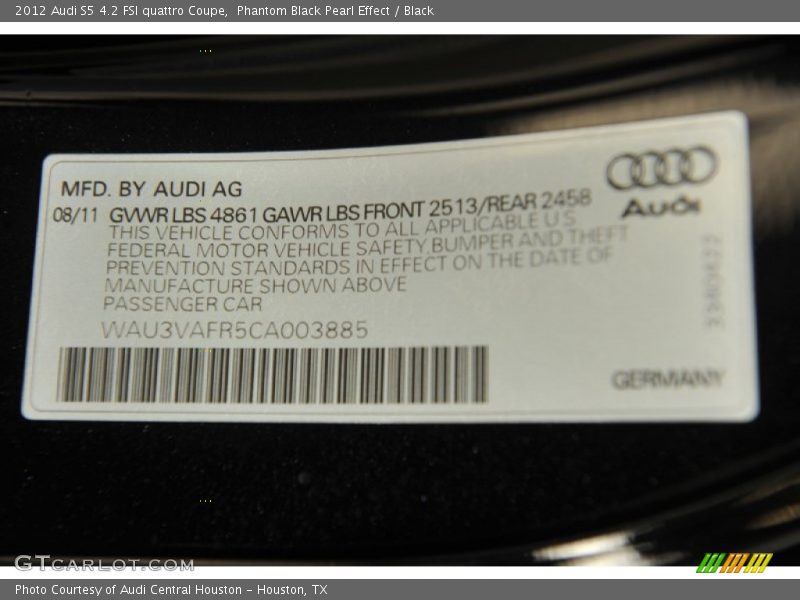 2012 Audi S5 4.2 FSI quattro Coupe,  Phantom Black Pearl Effect / Black
MFD. BY AUDI AG
08/11 GVWR LBS 4861 GAWR LBS FRONT 2513/REAR 2458
THIS VEHICLE CONFORMS TO ALL APPLICABLE U S
FEDERAL MOTOR VEHICLE SAFETY, BUMPER AND THEFT
PREVENTION STANDARDS IN EFFECT ON THE DATE OF
MANUFACTURE SHOWN ABOVE
PASSENGER CAR
WAU3VAFR5CA003885
Audi
GERMANY
GTCARLOT.COM
Photo Courtesy of Audi Central Houston - Houston, TX